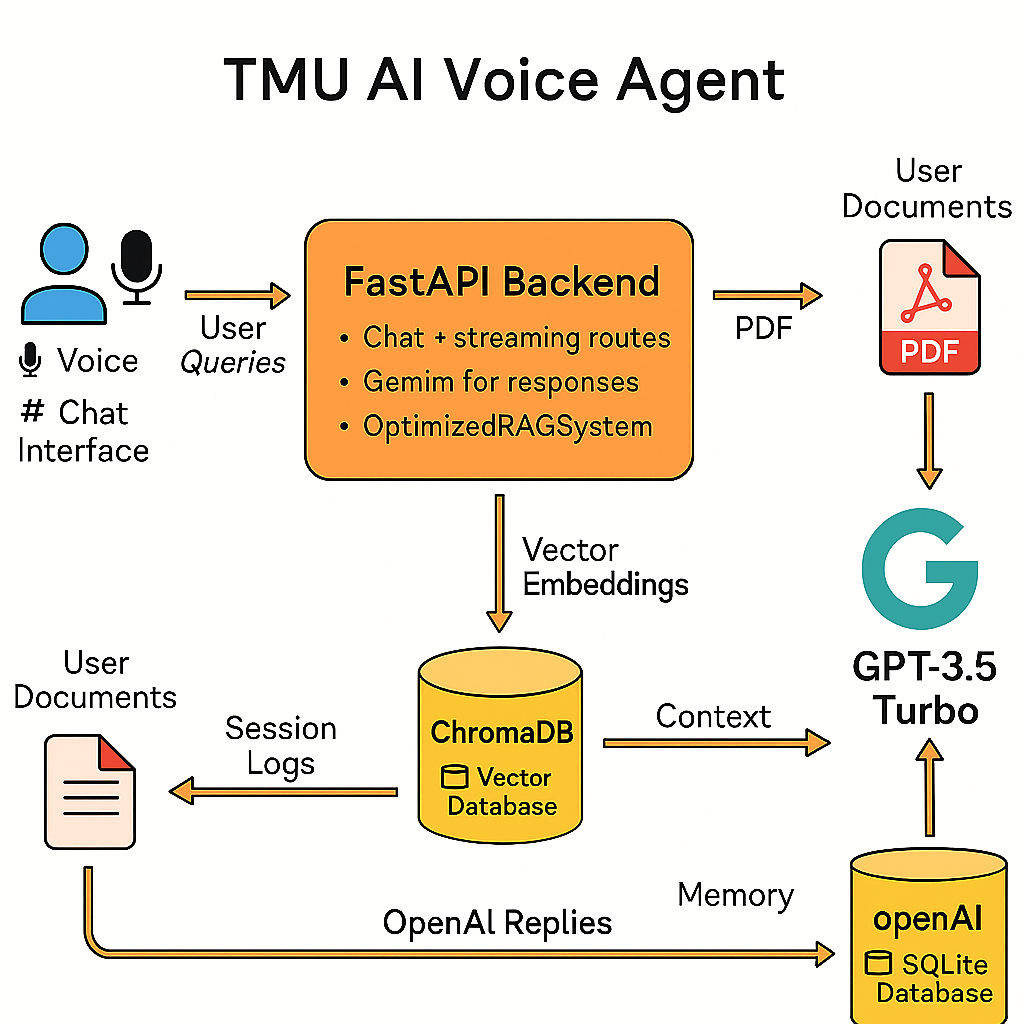 TMU AI Voice Agent
User
Documents
PDF
User
Queries
Voice
# Chat
Interface
FastAPI Backend
• Chat + streaming routes
• Gemim for responses
• OptimizedRAGSystem
PDF
Vector
Embeddings
GPT-3.5
Turbo
User
Documents
Session
Logs
ChromaDB
Vector
Database
Context
Memory
OpenAI Replies
openAI
SQLite
Database